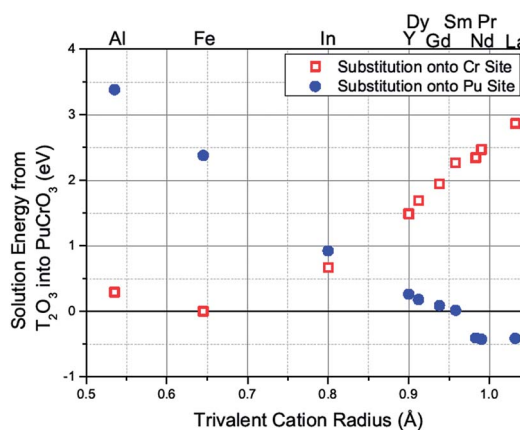 Dy Sm Pr
Al Fe In Y Gd Nd La
Substitution onto Cr Site
Substitution onto Pu Site
Solution Energy from
T₂O₃ into PuCrO₃ (eV)
4
3
2
1
0
-1
0.5 0.6 0.7 0.8 0.9 1.0
Trivalent Cation Radius (Å)